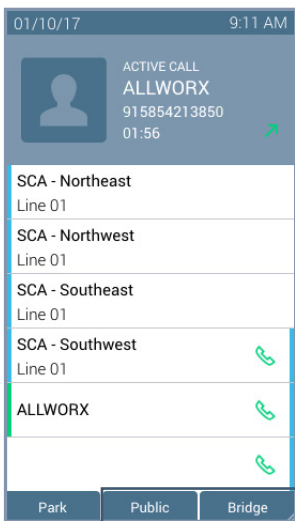 01/10/17 9:11 AM
ACTIVE CALL
ALLWORX
915854213850
01:56
SCA - Northeast
Line 01
SCA - Northwest
Line 01
SCA - Southeast
Line 01
SCA - Southwest
Line 01
ALLWORX
Park Public Bridge